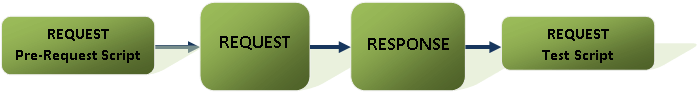 REQUEST
Pre-Request Script
REQUEST
RESPONSE
REQUEST
Test Script